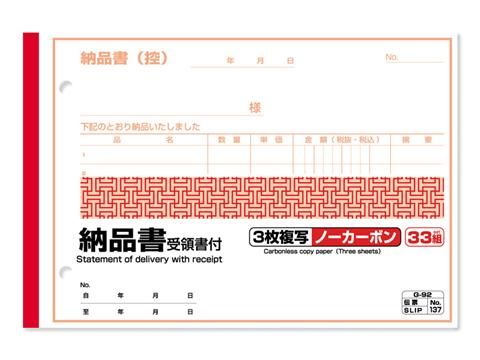 納品書（控）
年　月　日
No.
様
下記のとおり納品いたしました
品　名　数量　単価　金額（税抜・税込）　摘要
1
2
納品書受領書付
Statement of delivery with receipt
3枚複写ノーカーボン 33組
Carbonless copy paper (Three sheets)
No.
自　年　月　日
至　年　月　日
G-92
伝票 No.
SLIP 137